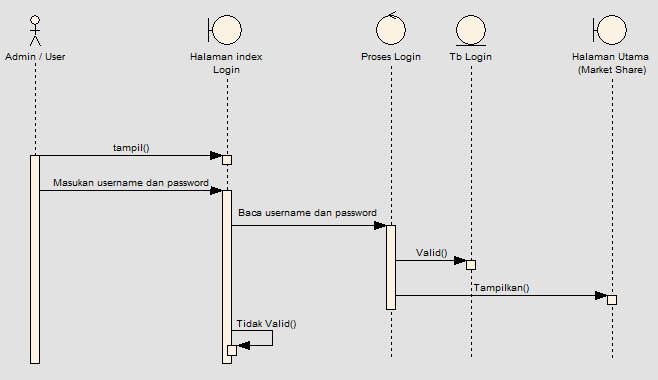 Admin / User
Halaman index
Login
Proses Login
Tb Login
Halaman Utama
(Market Share)
tampil()
Masukan username dan password
Baca username dan password
Valid()
Tampilkan()
Tidak Valid()